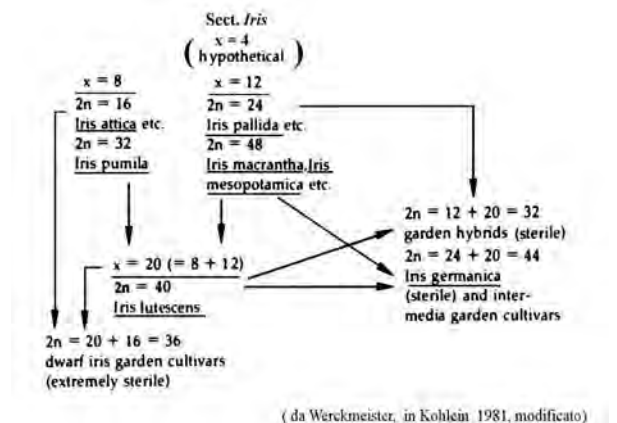 Sect. Iris
x = 4
( hypothetical )
x = 8
2n = 16
Iris attica etc.
2n = 32
Iris pumila
x = 12
2n = 24
Iris pallida etc.
2n = 48
Iris macrantha, Iris
mesopotamica etc.
2n = 12 + 20 = 32
garden hybrids (sterile)
2n = 24 + 20 = 44
Iris germanica
(sterile) and inter-
media garden cultivars
x = 20 (= 8 + 12)
2n = 40
Iris lutescens
2n = 20 + 16 = 36
dwarf iris garden cultivars
(extremely sterile)
( da Werckmeister, in Kohlein 1981, modificato)